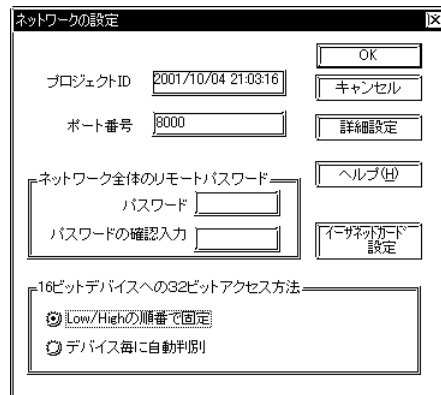 ネットワークの設定
プロジェクトID 2001/10/04 21:03:16
ポート番号 8000
OK
キャンセル
詳細設定
ヘルプ(H)
イーサネットカード
設定
ネットワーク全体のリモートパスワード
パスワード
パスワードの確認入力
16ビットデバイスへの32ビットアクセス方法
Low/Highの順番で固定
デバイス毎に自動判別